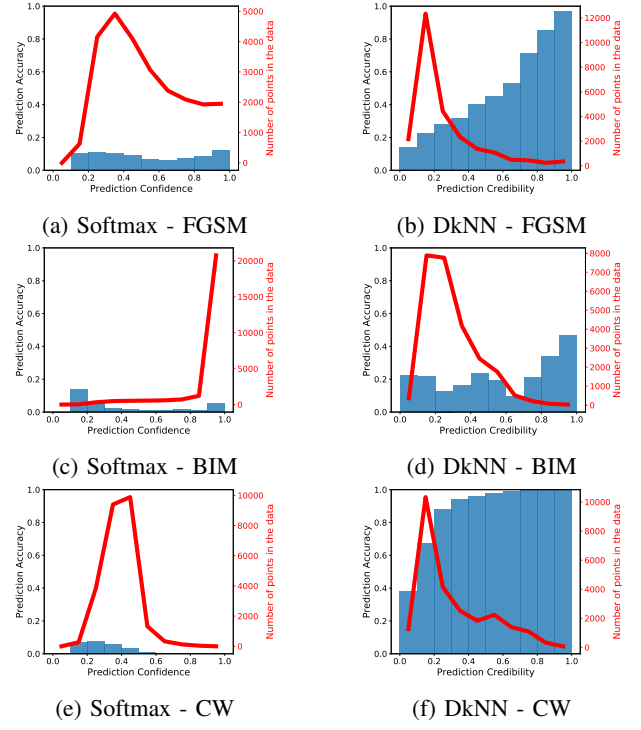 1.0
0.8
0.6
0.4
0.2
0.0
Prediction Accuracy
0.0 0.2 0.4 0.6 0.8 1.0
Prediction Confidence
5000
4000
3000
2000
1000
0
Number of points in the data
(a) Softmax - FGSM
1.0
0.8
0.6
0.4
0.2
0.0
Prediction Accuracy
0.0 0.2 0.4 0.6 0.8 1.0
Prediction Credibility
12000
10000
8000
6000
4000
2000
0
Number of points in the data
(b) DkNN - FGSM
1.0
0.8
0.6
0.4
0.2
0.0
Prediction Accuracy
0.0 0.2 0.4 0.6 0.8 1.0
Prediction Confidence
20000
15000
10000
5000
0
Number of points in the data
(c) Softmax - BIM
1.0
0.8
0.6
0.4
0.2
0.0
Prediction Accuracy
0.0 0.2 0.4 0.6 0.8 1.0
Prediction Credibility
8000
7000
6000
5000
4000
3000
2000
1000
0
Number of points in the data
(d) DkNN - BIM
1.0
0.8
0.6
0.4
0.2
0.0
Prediction Accuracy
0.0 0.2 0.4 0.6 0.8 1.0
Prediction Confidence
10000
8000
6000
4000
2000
0
Number of points in the data
(e) Softmax - CW
1.0
0.8
0.6
0.4
0.2
0.0
Prediction Accuracy
0.0 0.2 0.4 0.6 0.8 1.0
Prediction Credibility
10000
8000
6000
4000
2000
0
Number of points in the data
(f) DkNN - CW